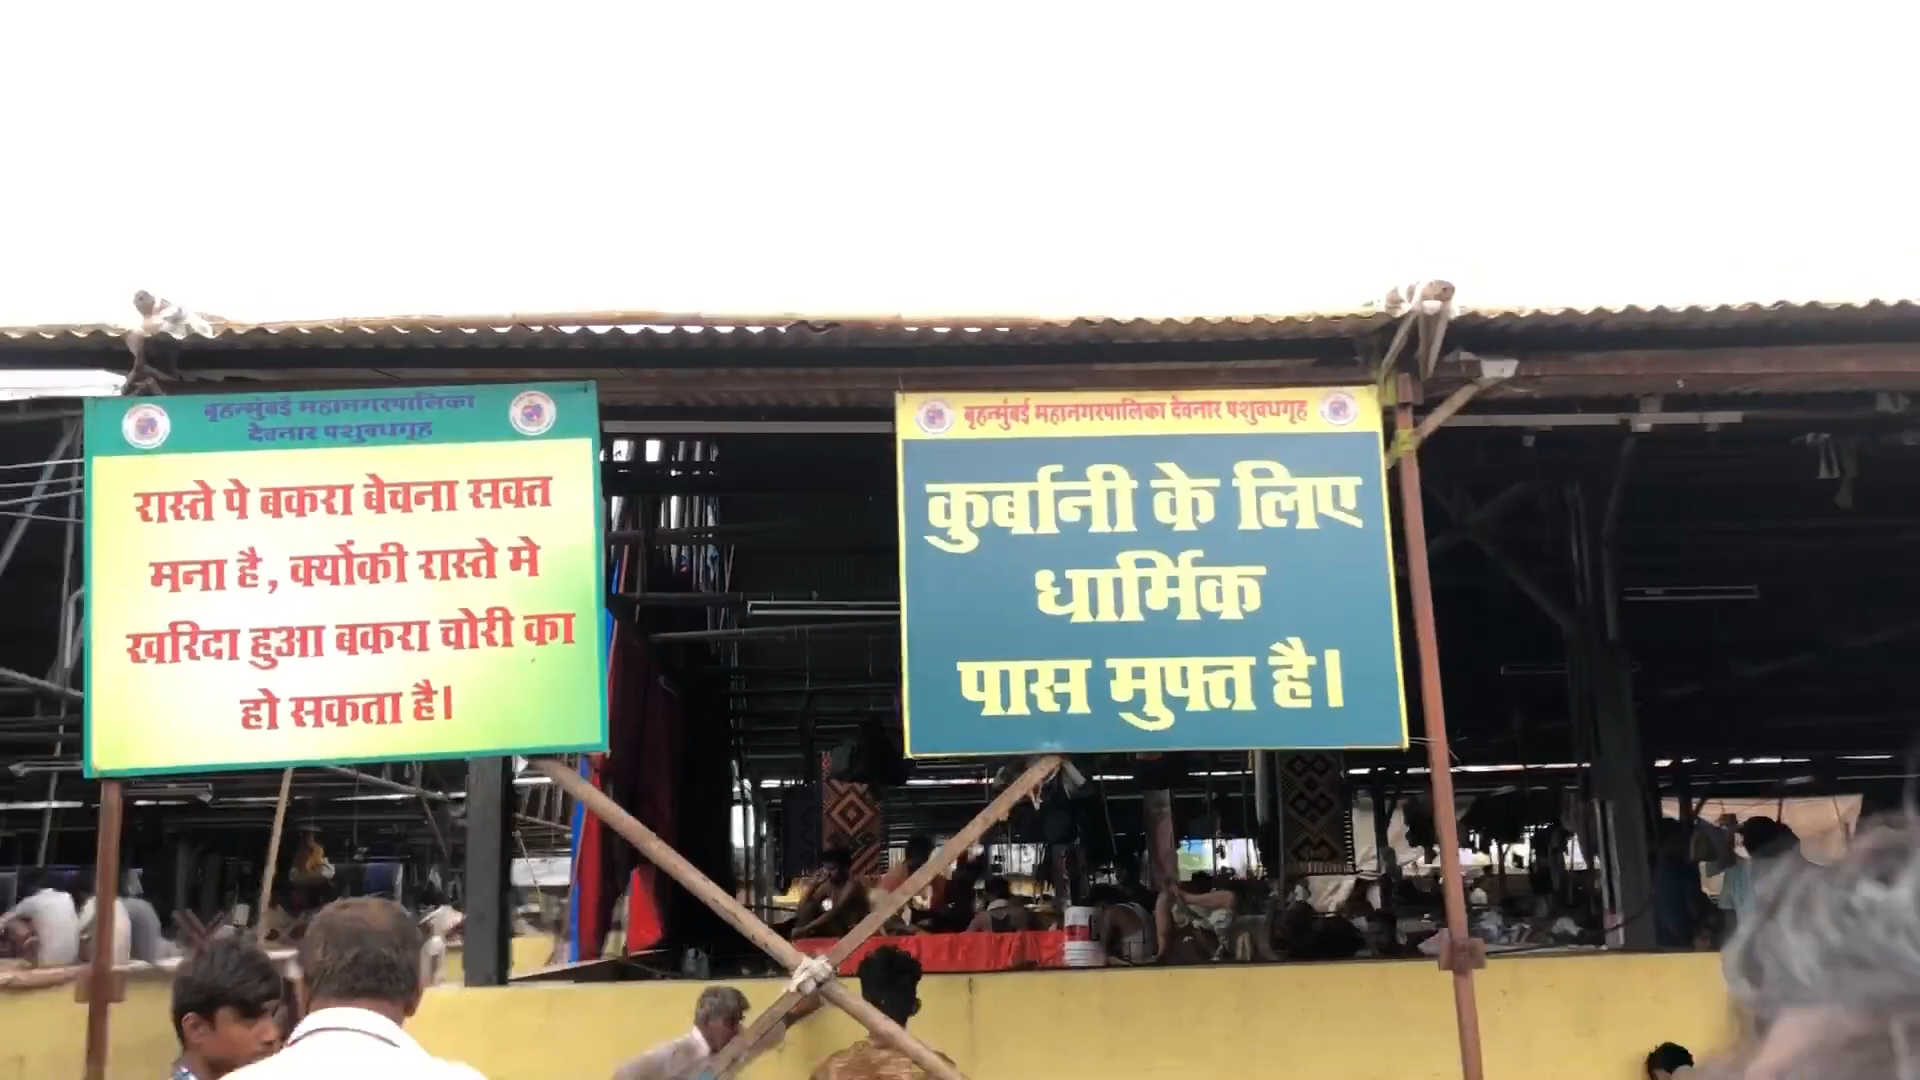 बृहन्मुंबई महानगरपालिका
देवनार पशुवधगृह
रास्ते पे बकरा बेचना सक्त
मना है, क्योंकी रास्ते मे
खरिदा हुआ बकरा चोरी का
हो सकता है।
बृहन्मुंबई महानगरपालिका देवनार पशुवधगृह
कुर्बानी के लिए
धार्मिक
पास मुफ्त है।